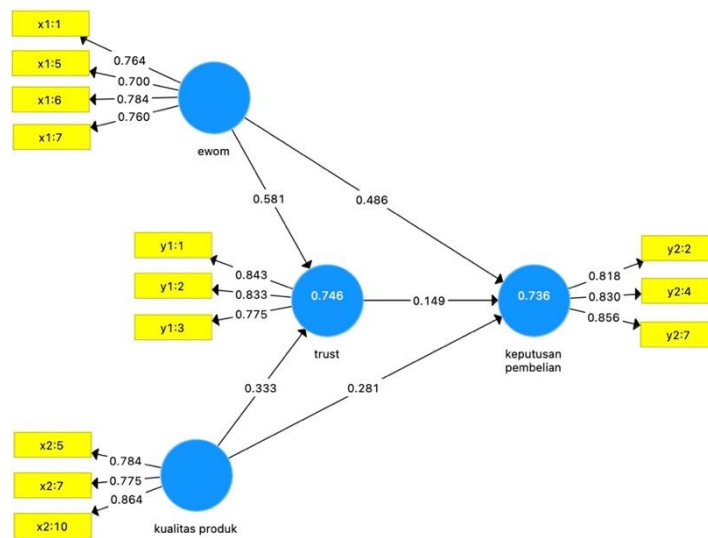 x1:1
x1:5
x1:6
x1:7
0.764
0.700
0.784
0.760
ewom
0.581
0.486
y1:1
y1:2
y1:3
0.843
0.833
0.775
0.746
trust
0.149
0.736
keputusan
pembelian
0.818
0.830
0.856
y2:2
y2:4
y2:7
0.333
0.281
x2:5
x2:7
x2:10
0.784
0.775
0.864
kualitas produk